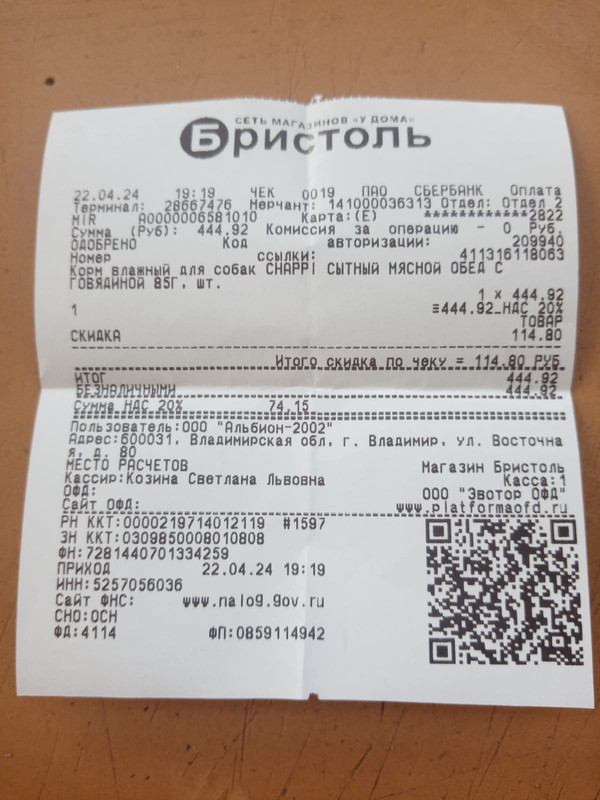 СЕТЬ МАГАЗИНОВ «У ДОМА»
Бристоль
22.04.24 19:19 ЧЕК 0019 ПАО СБЕРБАНК Оплата
Терминал: 28667476 Мерчант: 141000036313 Отдел: Отдел 2
MIR A0000006581010 Карта:(E) ************2822
Сумма (Руб): 444.92 Комиссия за операцию - 0 Руб.
ОДОБРЕНО Код авторизации: 209940
Номер ссылки: 411316118063
Корм влажный для собак CHAPPI СЫТНЫЙ МЯСНОЙ ОБЕД С
ГОВЯДИНОЙ 85Г, шт.
1 x 444.92
1 ≡444.92_НДС 20%
ТОВАР
СКИДКА 114.80
Итого скидка по чеку = 114.80 РУБ
ИТОГ 444.92
БЕЗНАЛИЧНЫМИ 444.92
Сумма НДС 20% 74.15
Пользователь:ООО "Альбион-2002"
Адрес:600031, Владимирская обл, г. Владимир, ул. Восточна
я, д. 80
МЕСТО РАСЧЕТОВ Магазин Бристоль
Кассир:Козина Светлана Львовна Касса:1
ОФД: ООО "Эвотор ОФД"
Сайт ОФД: www.platformaofd.ru
РН ККТ:0000219714012119 #1597
ЗН ККТ:0309850008010808
ФН:7281440701334259
ПРИХОД 22.04.24 19:19
ИНН:5257056036
Сайт ФНС: www.nalog.gov.ru
СНО:ОСН
ФД:4114 ФП:0859114942